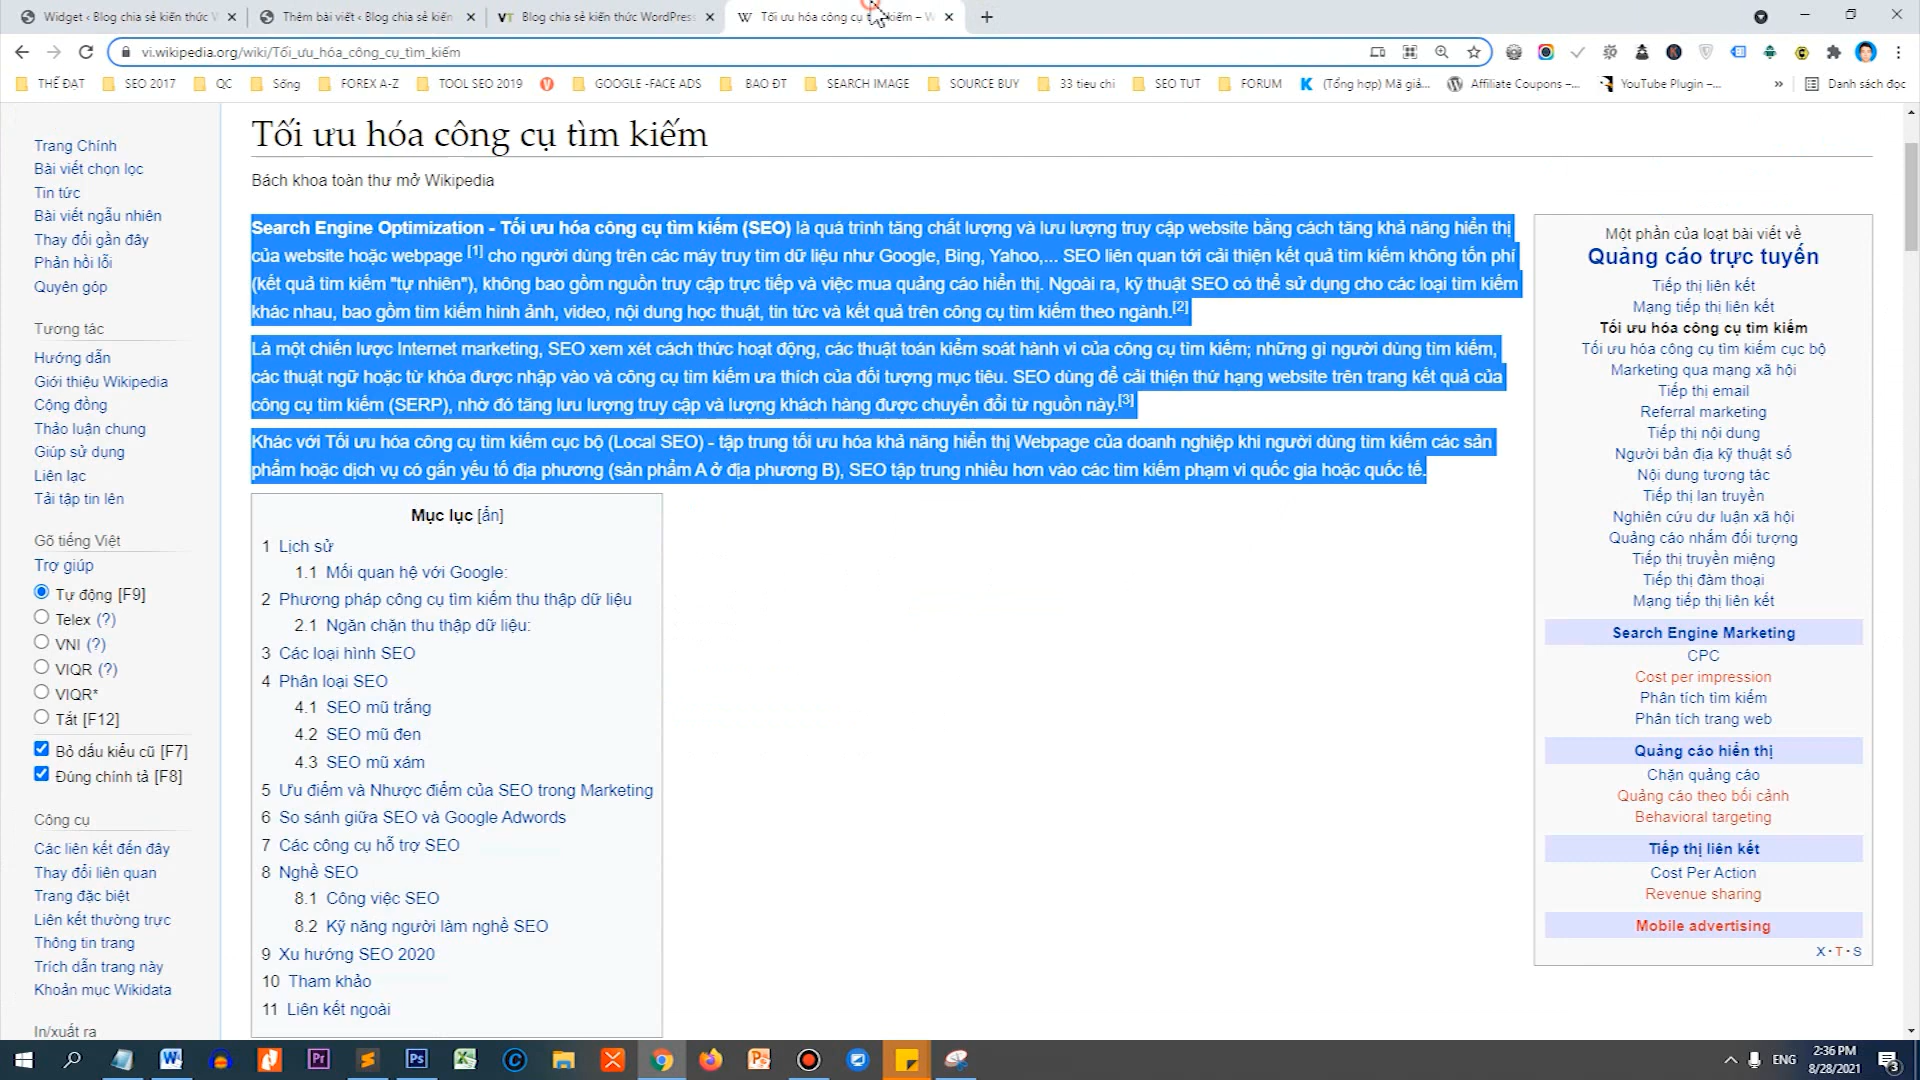 Widget ‹ Blog chia sẻ kiến thức W
Thêm bài viết ‹ Blog chia sẻ kiến
VT Blog chia sẻ kiến thức WordPress
W Tối ưu hóa công cụ tìm kiếm – W
vi.wikipedia.org/wiki/Tối_ưu_hóa_công_cụ_tìm_kiếm
THẾ ĐẠT
SEO 2017
QC
Sống
FOREX A-Z
TOOL SEO 2019
GOOGLE -FACE ADS
BAO ĐT
SEARCH IMAGE
SOURCE BUY
33 tieu chi
SEO TUT
FORUM
(Tổng hợp) Mã giả...
Affiliate Coupons –...
YouTube Plugin –...
»
Danh sách đọc
Tối ưu hóa công cụ tìm kiếm
Bách khoa toàn thư mở Wikipedia
Trang Chính
Bài viết chọn lọc
Tin tức
Bài viết ngẫu nhiên
Thay đổi gần đây
Phản hồi lỗi
Quyên góp
Tương tác
Hướng dẫn
Giới thiệu Wikipedia
Cộng đồng
Thảo luận chung
Giúp sử dụng
Liên lạc
Tải tập tin lên
Gõ tiếng Việt
Trợ giúp
Tự động [F9]
Telex (?)
VNI (?)
VIQR (?)
VIQR*
Tắt [F12]
Bỏ dấu kiểu cũ [F7]
Đúng chính tả [F8]
Công cụ
Các liên kết đến đây
Thay đổi liên quan
Trang đặc biệt
Liên kết thường trực
Thông tin trang
Trích dẫn trang này
Khoản mục Wikidata
In/xuất ra
Search Engine Optimization - Tối ưu hóa công cụ tìm kiếm (SEO) là quá trình tăng chất lượng và lưu lượng truy cập website bằng cách tăng khả năng hiển thị
của website hoặc webpage [1] cho người dùng trên các máy truy tìm dữ liệu như Google, Bing, Yahoo,... SEO liên quan tới cải thiện kết quả tìm kiếm không tốn phí
(kết quả tìm kiếm "tự nhiên"), không bao gồm nguồn truy cập trực tiếp và việc mua quảng cáo hiển thị. Ngoài ra, kỹ thuật SEO có thể sử dụng cho các loại tìm kiếm
khác nhau, bao gồm tìm kiếm hình ảnh, video, nội dung học thuật, tin tức và kết quả trên công cụ tìm kiếm theo ngành.[2]
Là một chiến lược Internet marketing, SEO xem xét cách thức hoạt động, các thuật toán kiểm soát hành vi của công cụ tìm kiếm; những gì người dùng tìm kiếm,
các thuật ngữ hoặc từ khóa được nhập vào và công cụ tìm kiếm ưa thích của đối tượng mục tiêu. SEO dùng để cải thiện thứ hạng website trên trang kết quả của
công cụ tìm kiếm (SERP), nhờ đó tăng lưu lượng truy cập và lượng khách hàng được chuyển đổi từ nguồn này.[3]
Khác với Tối ưu hóa công cụ tìm kiếm cục bộ (Local SEO) - tập trung tối ưu hóa khả năng hiển thị Webpage của doanh nghiệp khi người dùng tìm kiếm các sản
phẩm hoặc dịch vụ có gắn yếu tố địa phương (sản phẩm A ở địa phương B), SEO tập trung nhiều hơn vào các tìm kiếm phạm vi quốc gia hoặc quốc tế.
Mục lục [ẩn]
1 Lịch sử
1.1 Mối quan hệ với Google:
2 Phương pháp công cụ tìm kiếm thu thập dữ liệu
2.1 Ngăn chặn thu thập dữ liệu:
3 Các loại hình SEO
4 Phân loại SEO
4.1 SEO mũ trắng
4.2 SEO mũ đen
4.3 SEO mũ xám
5 Ưu điểm và Nhược điểm của SEO trong Marketing
6 So sánh giữa SEO và Google Adwords
7 Các công cụ hỗ trợ SEO
8 Nghề SEO
8.1 Công việc SEO
8.2 Kỹ năng người làm nghề SEO
9 Xu hướng SEO 2020
10 Tham khảo
11 Liên kết ngoài
Một phần của loạt bài viết về
Quảng cáo trực tuyến
Tiếp thị liên kết
Mạng tiếp thị liên kết
Tối ưu hóa công cụ tìm kiếm
Tối ưu hóa công cụ tìm kiếm cục bộ
Marketing qua mạng xã hội
Tiếp thị email
Referral marketing
Tiếp thị nội dung
Người bản địa kỹ thuật số
Nội dung tương tác
Tiếp thị lan truyền
Nghiên cứu dư luận xã hội
Quảng cáo nhắm đối tượng
Tiếp thị truyền miệng
Tiếp thị đàm thoại
Mạng tiếp thị liên kết
Search Engine Marketing
CPC
Cost per impression
Phân tích tìm kiếm
Phân tích trang web
Quảng cáo hiển thị
Chặn quảng cáo
Quảng cáo theo bối cảnh
Behavioral targeting
Tiếp thị liên kết
Cost Per Action
Revenue sharing
Mobile advertising
X · T · S
ENG
2:36 PM
8/28/2021
3